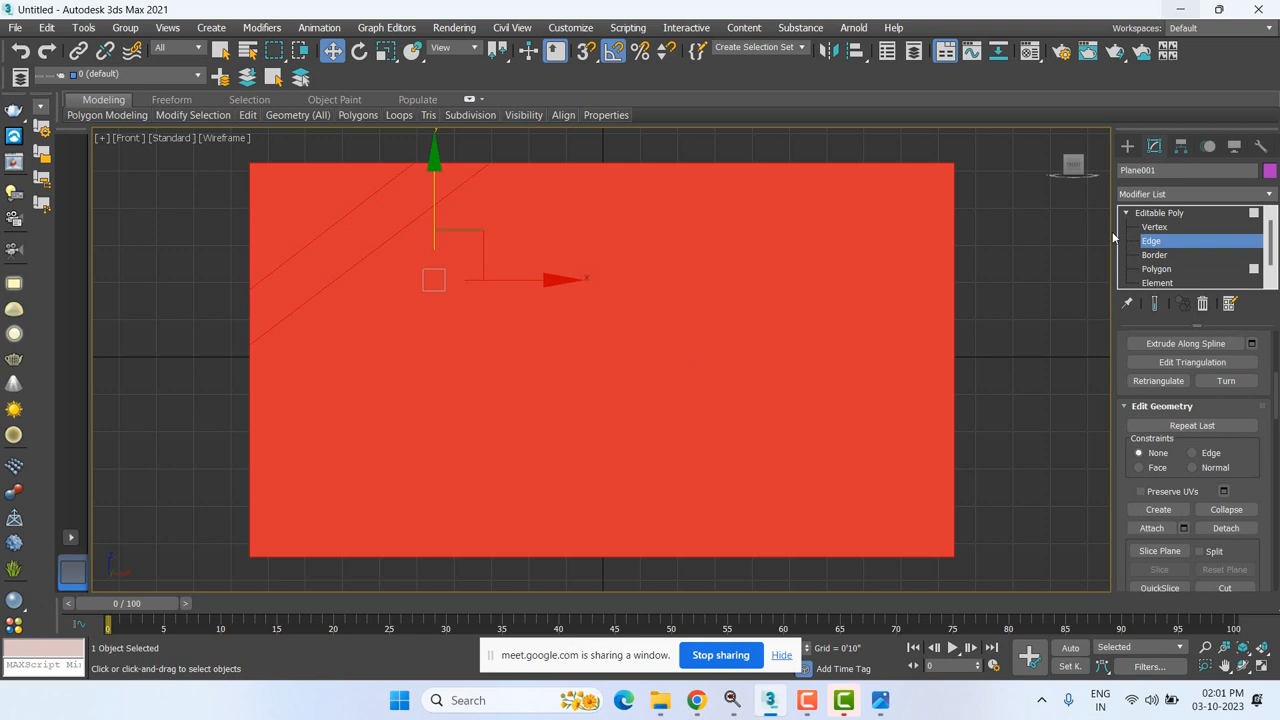 Untitled - Autodesk 3ds Max 2021
File Edit Tools Group Views Create Modifiers Animation Graph Editors Rendering Civil View Customize Scripting Interactive Content Substance Arnold Help
Workspaces: Default
All
View
Create Selection Set
0 (default)
Modeling Freeform Selection Object Paint Populate
Polygon Modeling Modify Selection Edit Geometry (All) Polygons Loops Tris Subdivision Visibility Align Properties
[+] [Front] [Standard] [Wireframe]
FRONT
y
x
Plane001
Modifier List
Editable Poly
Vertex
Edge
Border
Polygon
Element
Extrude Along Spline
Edit Triangulation
Retriangulate Turn
Edit Geometry
Repeat Last
Constraints
None Edge
Face Normal
Preserve UVs
Create Collapse
Attach Detach
Slice Plane Split
Slice Reset Plane
QuickSlice Cut
0 / 100
0 5 10 15 20 25 30 35 40 45 50 55 60 65 70 75 80 85 90 95 100
1 Object Selected
MAXScript Mi
Click or click-and-drag to select objects
meet.google.com is sharing a window.
Stop sharing
Hide
Grid = 0'10"
Add Time Tag
0
Auto
Selected
Set K.
Filters...
Search
ENG
IN
02:01 PM
03-10-2023